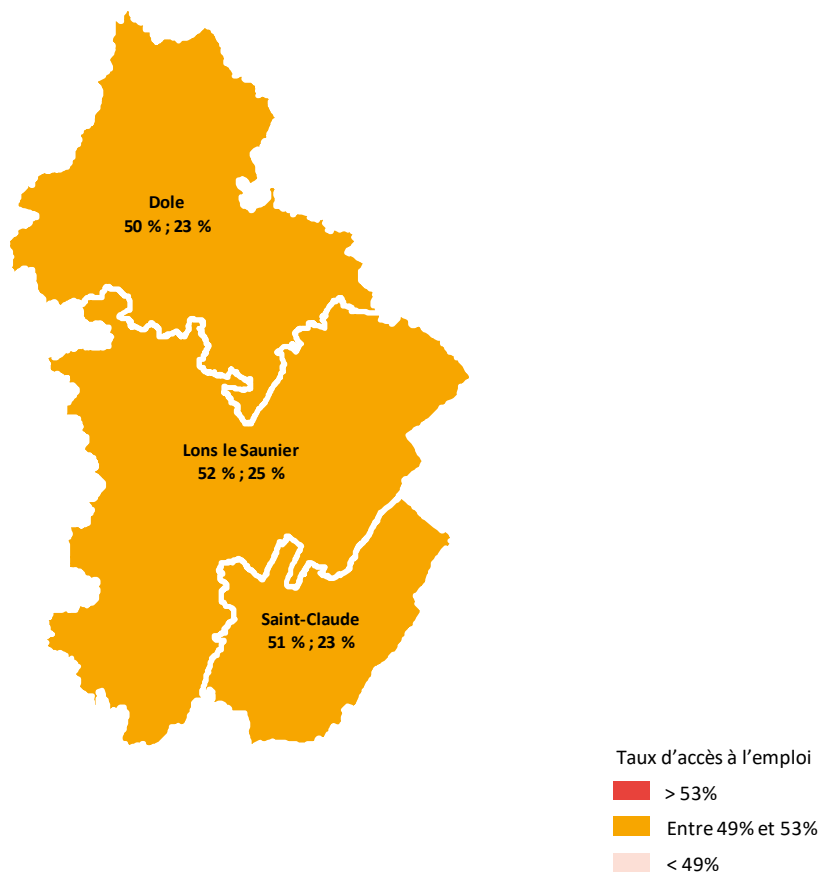 Dole
50 % ; 23 %
Lons le Saunier
52 % ; 25 %
Saint-Claude
51 % ; 23 %
Taux d’accès à l’emploi
> 53%
Entre 49% et 53%
< 49%